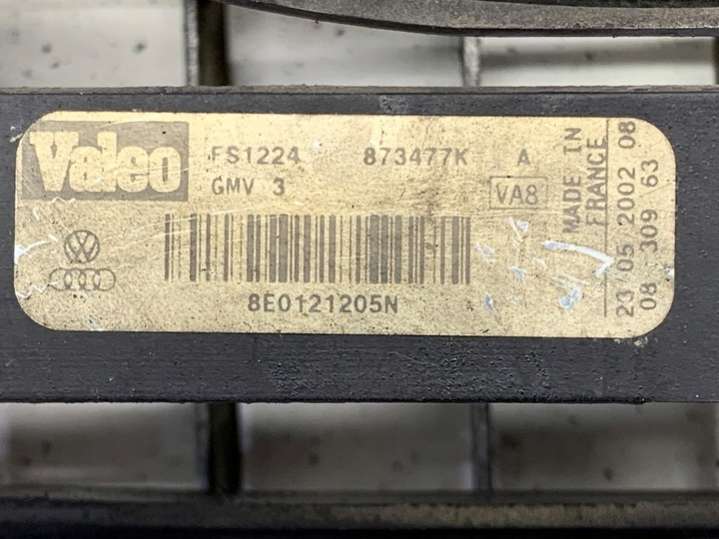 Valeo
FS1224 873477K A
GMV 3 VA8
8E0121205N
MADE IN
FRANCE
23 05 2002 08
08 309 63